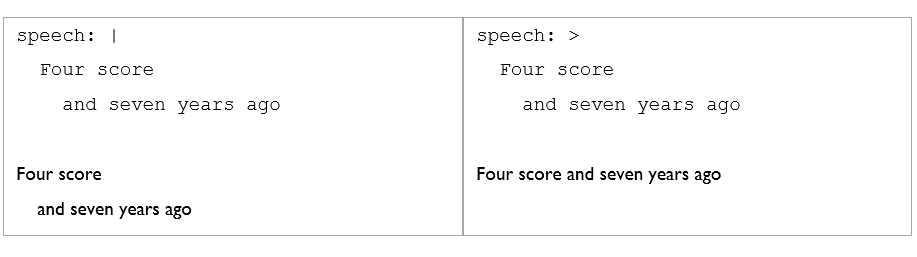 speech: |
  Four score
    and seven years ago
Four score
  and seven years ago
speech: >
  Four score
    and seven years ago
Four score and seven years ago